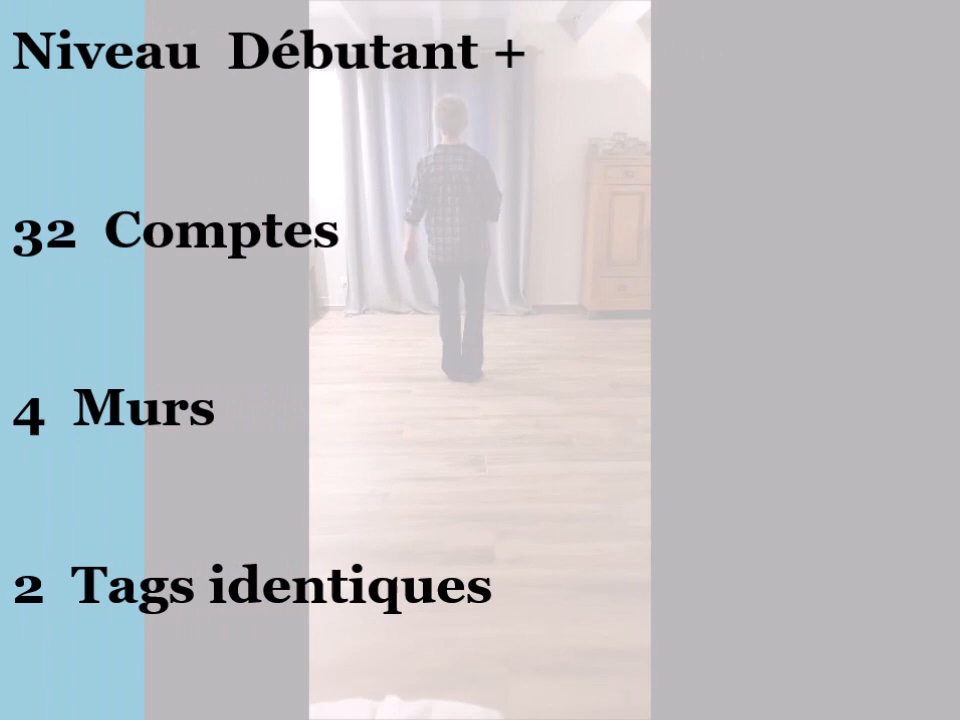 Niveau Débutant +
32 Comptes
4 Murs
2 Tags identiques